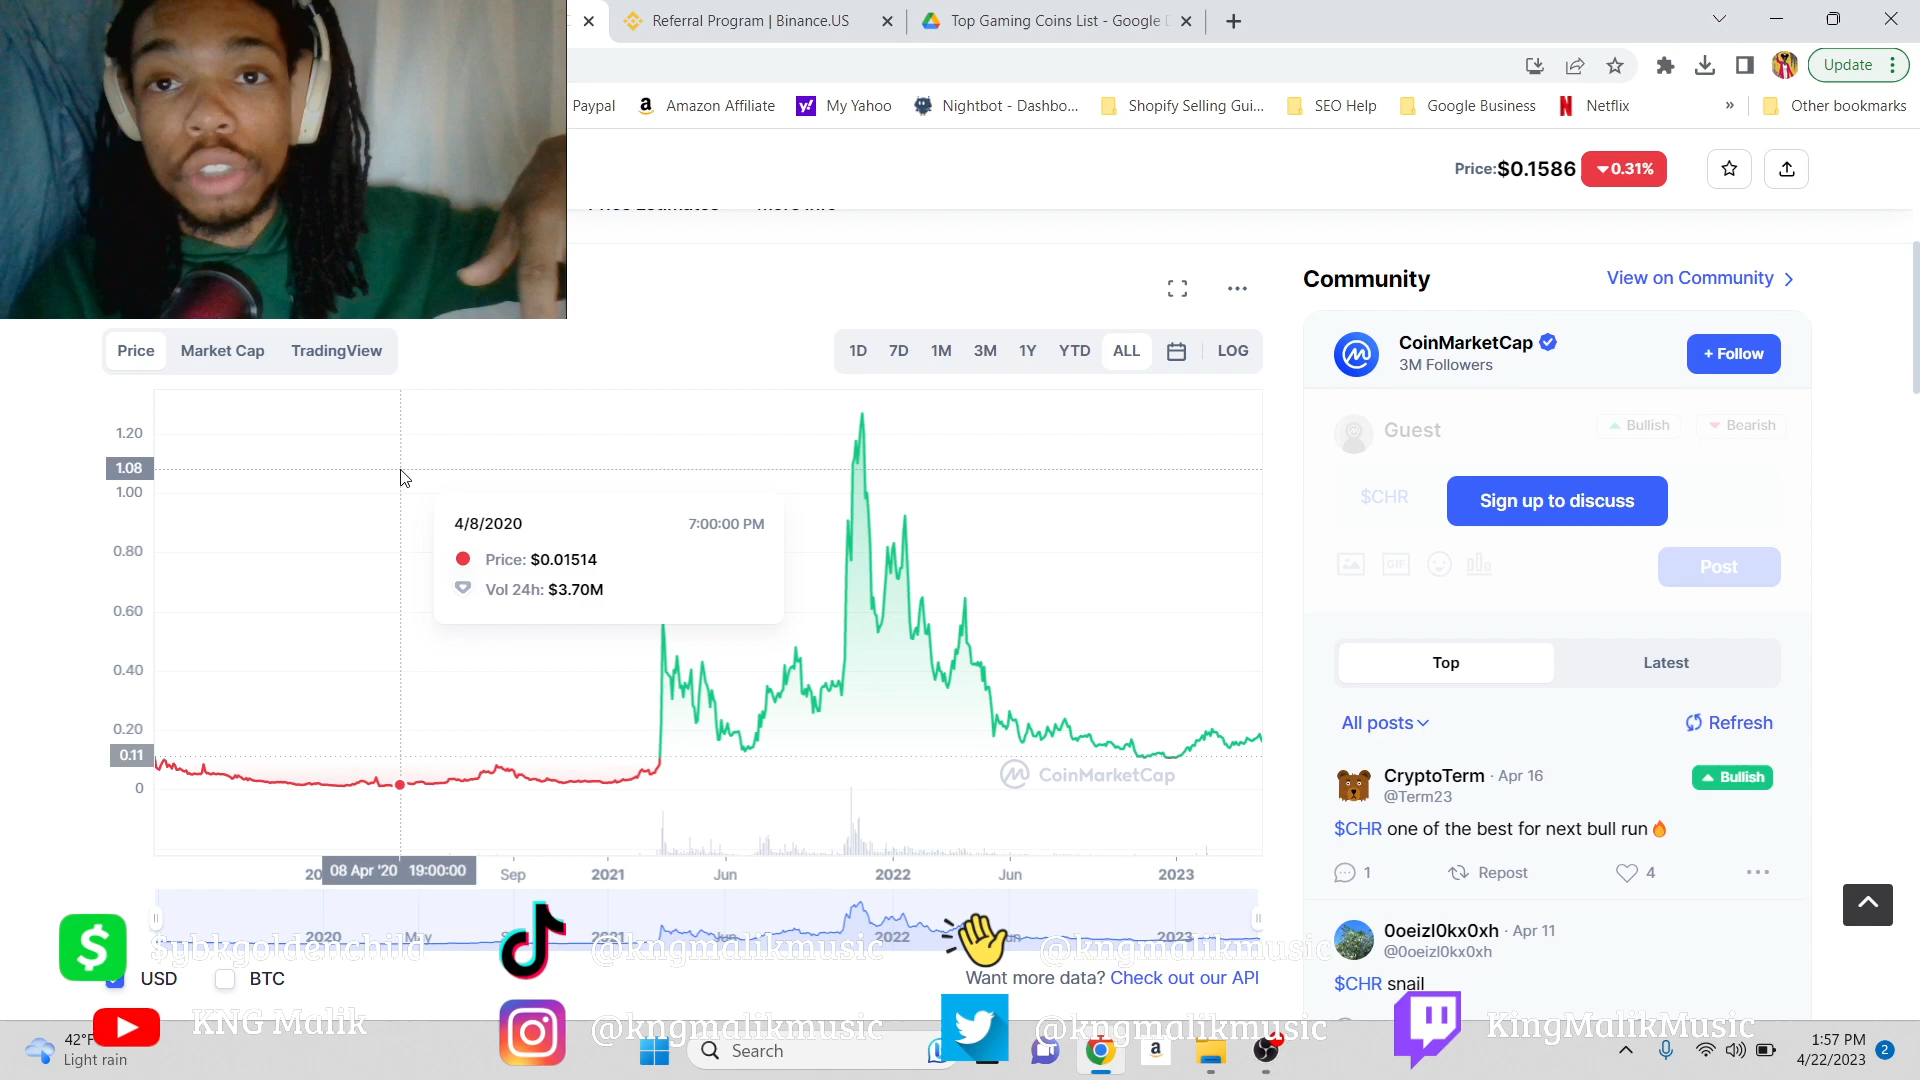 Referral Program | Binance.US
Top Gaming Coins List - Google D
Update
Paypal
Amazon Affiliate
My Yahoo
Nightbot - Dashbo...
Shopify Selling Gui...
SEO Help
Google Business
Netflix
»
Other bookmarks
Price:$0.1586
0.31%
Community
View on Community
Price
Market Cap
TradingView
1D
7D
1M
3M
1Y
YTD
ALL
LOG
CoinMarketCap
3M Followers
+ Follow
Guest
Bullish
Bearish
$CHR
Sign up to discuss
GIF
Post
1.20
1.08
1.00
0.80
0.60
0.40
0.20
0.11
0
4/8/2020
7:00:00 PM
Price: $0.01514
Vol 24h: $3.70M
CoinMarketCap
20
08 Apr '20 19:00:00
Sep
2021
Jun
2022
Jun
2023
Top
Latest
All posts
Refresh
CryptoTerm · Apr 16
@Term23
Bullish
$CHR one of the best for next bull run
1
Repost
4
0oeizl0kx0xh · Apr 11
@0oeizl0kx0xh
$CHR snail
2020
May
2021
Jun
2022
2023
$gbkgoldenchild
@kngmalikmusic
@kngmalikmusic
USD
BTC
Want more data? Check out our API
KNG Malik
@kngmalikmusic
@kngmalikmusic
KingMalikMusic
42°F
Light rain
Search
1:57 PM
4/22/2023
2